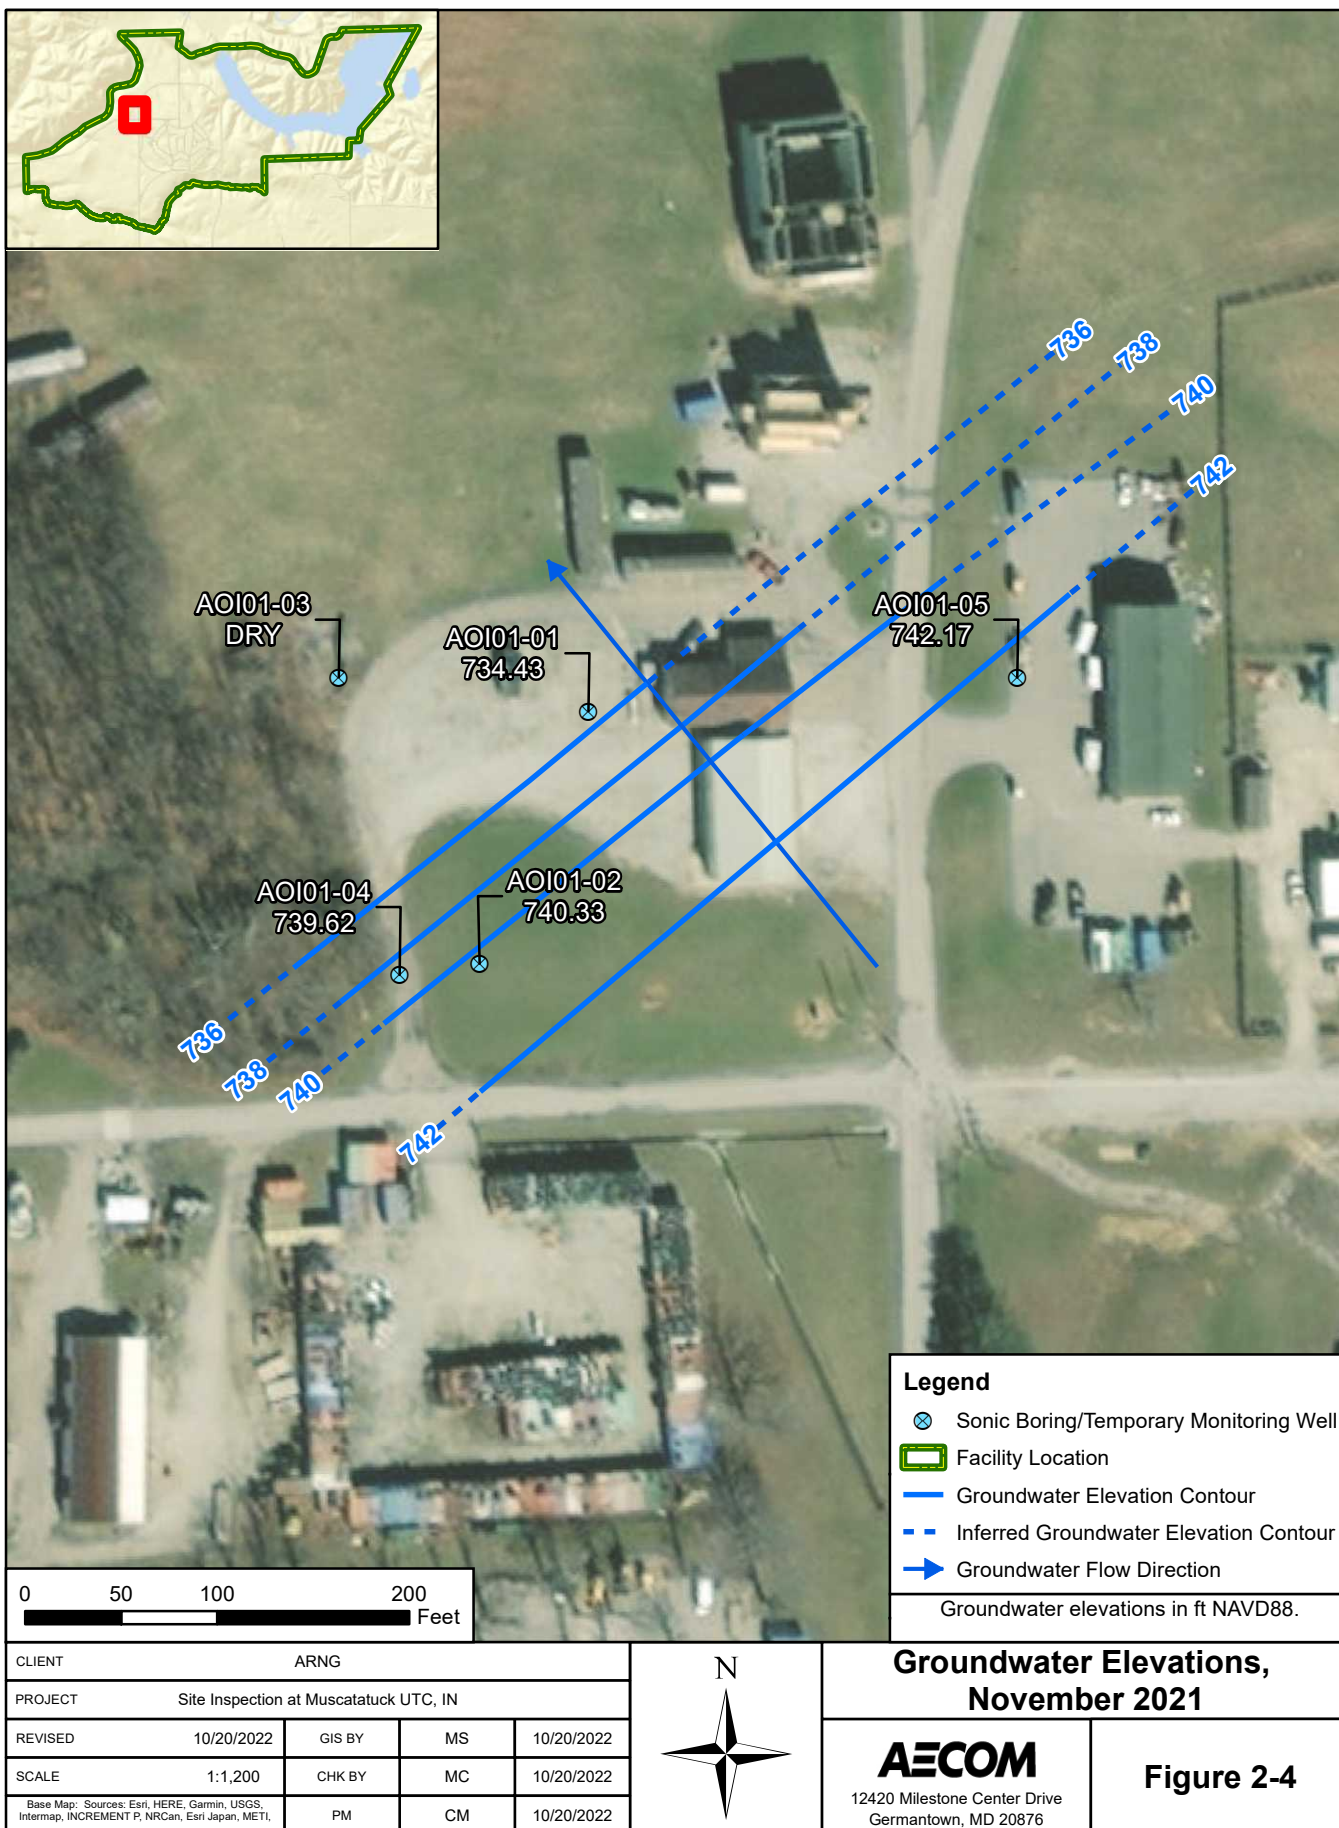 736
738
740
742
AOI01-03
DRY
AOI01-01
734.43
AOI01-05
742.17
AOI01-04
739.62
AOI01-02
740.33
736
738
740
742
Legend
Sonic Boring/Temporary Monitoring Well
Facility Location
Groundwater Elevation Contour
Inferred Groundwater Elevation Contour
Groundwater Flow Direction
Groundwater elevations in ft NAVD88.
0 50 100 200
Feet
CLIENT ARNG
PROJECT Site Inspection at Muscatatuck UTC, IN
REVISED 10/20/2022 GIS BY MS 10/20/2022
SCALE 1:1,200 CHK BY MC 10/20/2022
Base Map: Sources: Esri, HERE, Garmin, USGS,
Intermap, INCREMENT P, NRCan, Esri Japan, METI,
PM CM 10/20/2022
N
Groundwater Elevations,
November 2021
AECOM
12420 Milestone Center Drive
Germantown, MD 20876
Figure 2-4